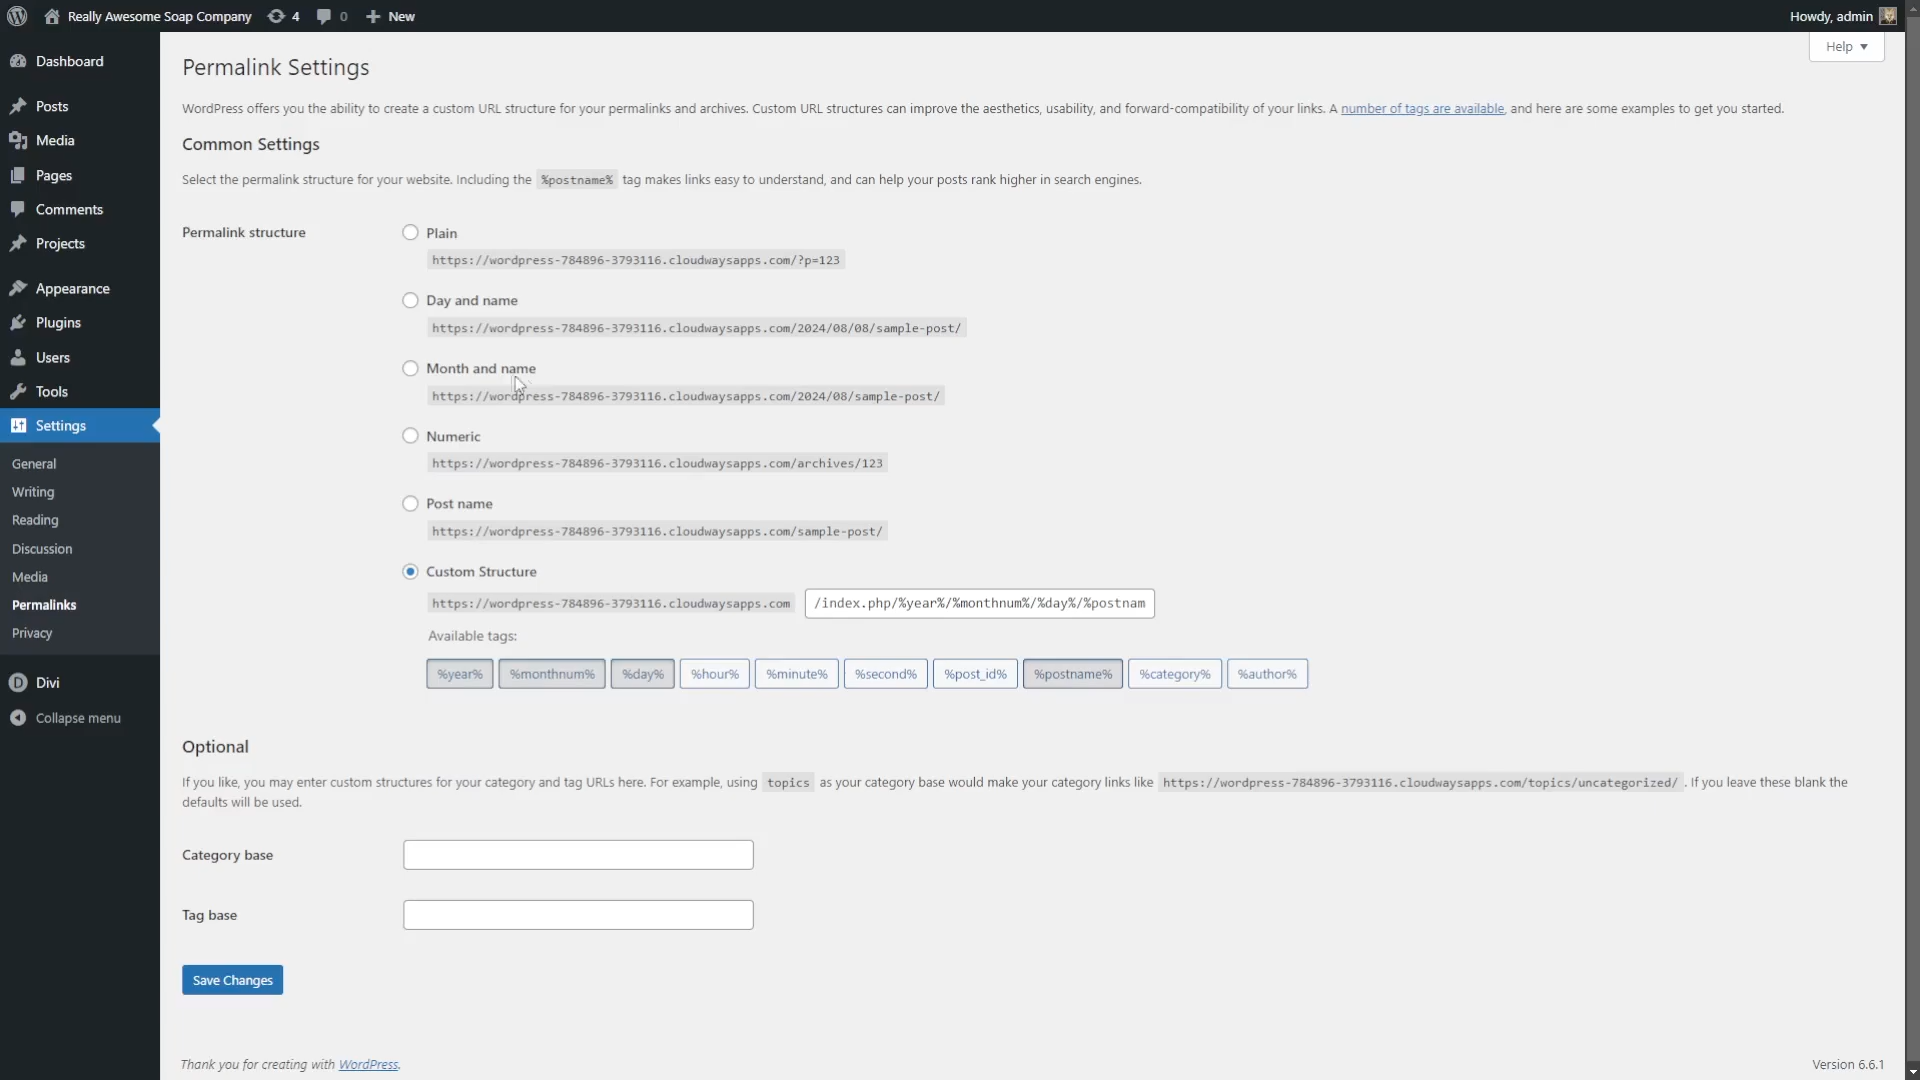 Really Awesome Soap Company 4 0 New Howdy, admin
Help
Dashboard
Posts
Media
Pages
Comments
Projects
Appearance
Plugins
Users
Tools
Settings
General
Writing
Reading
Discussion
Media
Permalinks
Privacy
Divi
Collapse menu
Permalink Settings
WordPress offers you the ability to create a custom URL structure for your permalinks and archives. Custom URL structures can improve the aesthetics, usability, and forward-compatibility of your links. A number of tags are available, and here are some examples to get you started.
Common Settings
Select the permalink structure for your website. Including the %postname% tag makes links easy to understand, and can help your posts rank higher in search engines.
Permalink structure
Plain
https://wordpress-784896-3793116.cloudwaysapps.com/?p=123
Day and name
https://wordpress-784896-3793116.cloudwaysapps.com/2024/08/08/sample-post/
Month and name
https://wordpress-784896-3793116.cloudwaysapps.com/2024/08/sample-post/
Numeric
https://wordpress-784896-3793116.cloudwaysapps.com/archives/123
Post name
https://wordpress-784896-3793116.cloudwaysapps.com/sample-post/
Custom Structure
https://wordpress-784896-3793116.cloudwaysapps.com /index.php/%year%/%monthnum%/%day%/%postnam
Available tags:
%year% %monthnum% %day% %hour% %minute% %second% %post_id% %postname% %category% %author%
Optional
If you like, you may enter custom structures for your category and tag URLs here. For example, using topics as your category base would make your category links like https://wordpress-784896-3793116.cloudwaysapps.com/topics/uncategorized/ . If you leave these blank the
defaults will be used.
Category base
Tag base
Save Changes
Thank you for creating with WordPress.
Version 6.6.1